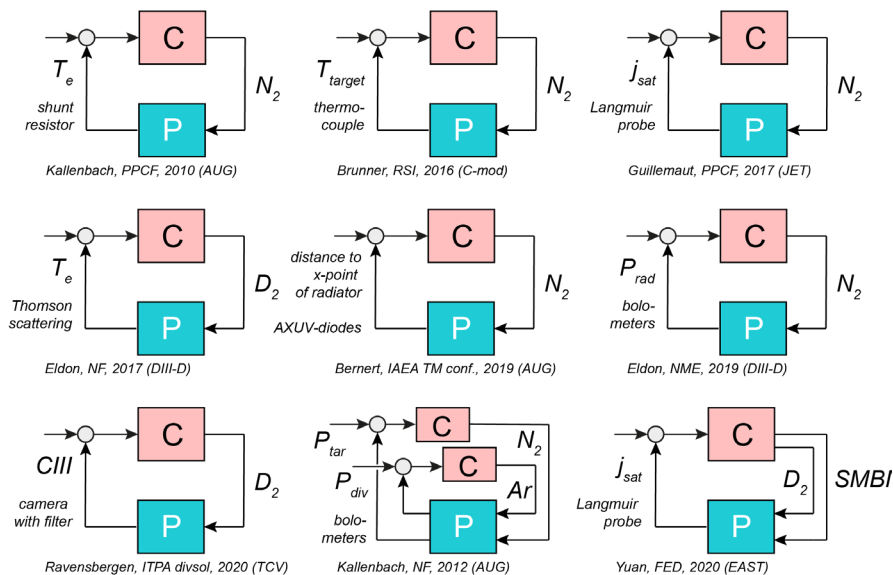 C
T_e
N_2
shunt
resistor
P
Kallenbach, PPCF, 2010 (AUG)
C
T_target
N_2
thermo-
couple
P
Brunner, RSI, 2016 (C-mod)
C
j_sat
N_2
Langmuir
probe
P
Guillemaut, PPCF, 2017 (JET)
C
T_e
D_2
Thomson
scattering
P
Eldon, NF, 2017 (DIII-D)
C
distance to
x-point
of radiator
N_2
AXUV-diodes
P
Bernert, IAEA TM conf., 2019 (AUG)
C
P_rad
N_2
bolo-
meters
P
Eldon, NME, 2019 (DIII-D)
C
CIII
D_2
camera
with filter
P
Ravensbergen, ITPA divsol, 2020 (TCV)
C
P_tar
N_2
C
P_div
Ar
bolo-
meters
P
Kallenbach, NF, 2012 (AUG)
C
j_sat
D_2
SMBI
Langmuir
probe
P
Yuan, FED, 2020 (EAST)